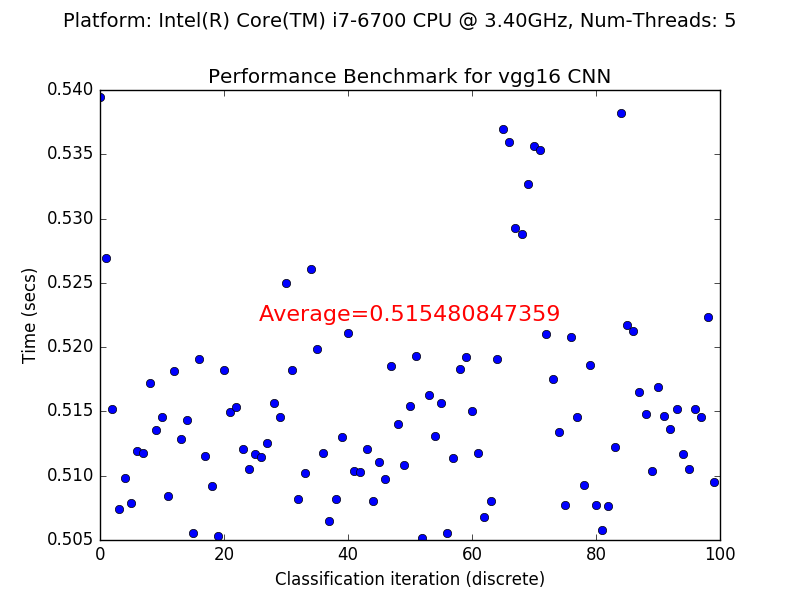 Platform: Intel(R) Core(TM) i7-6700 CPU @ 3.40GHz, Num-Threads: 5
Performance Benchmark for vgg16 CNN
0.540
0.535
0.530
0.525
0.520
0.515
0.510
0.505
Time (secs)
Average=0.515480847359
0 20 40 60 80 100
Classification iteration (discrete)